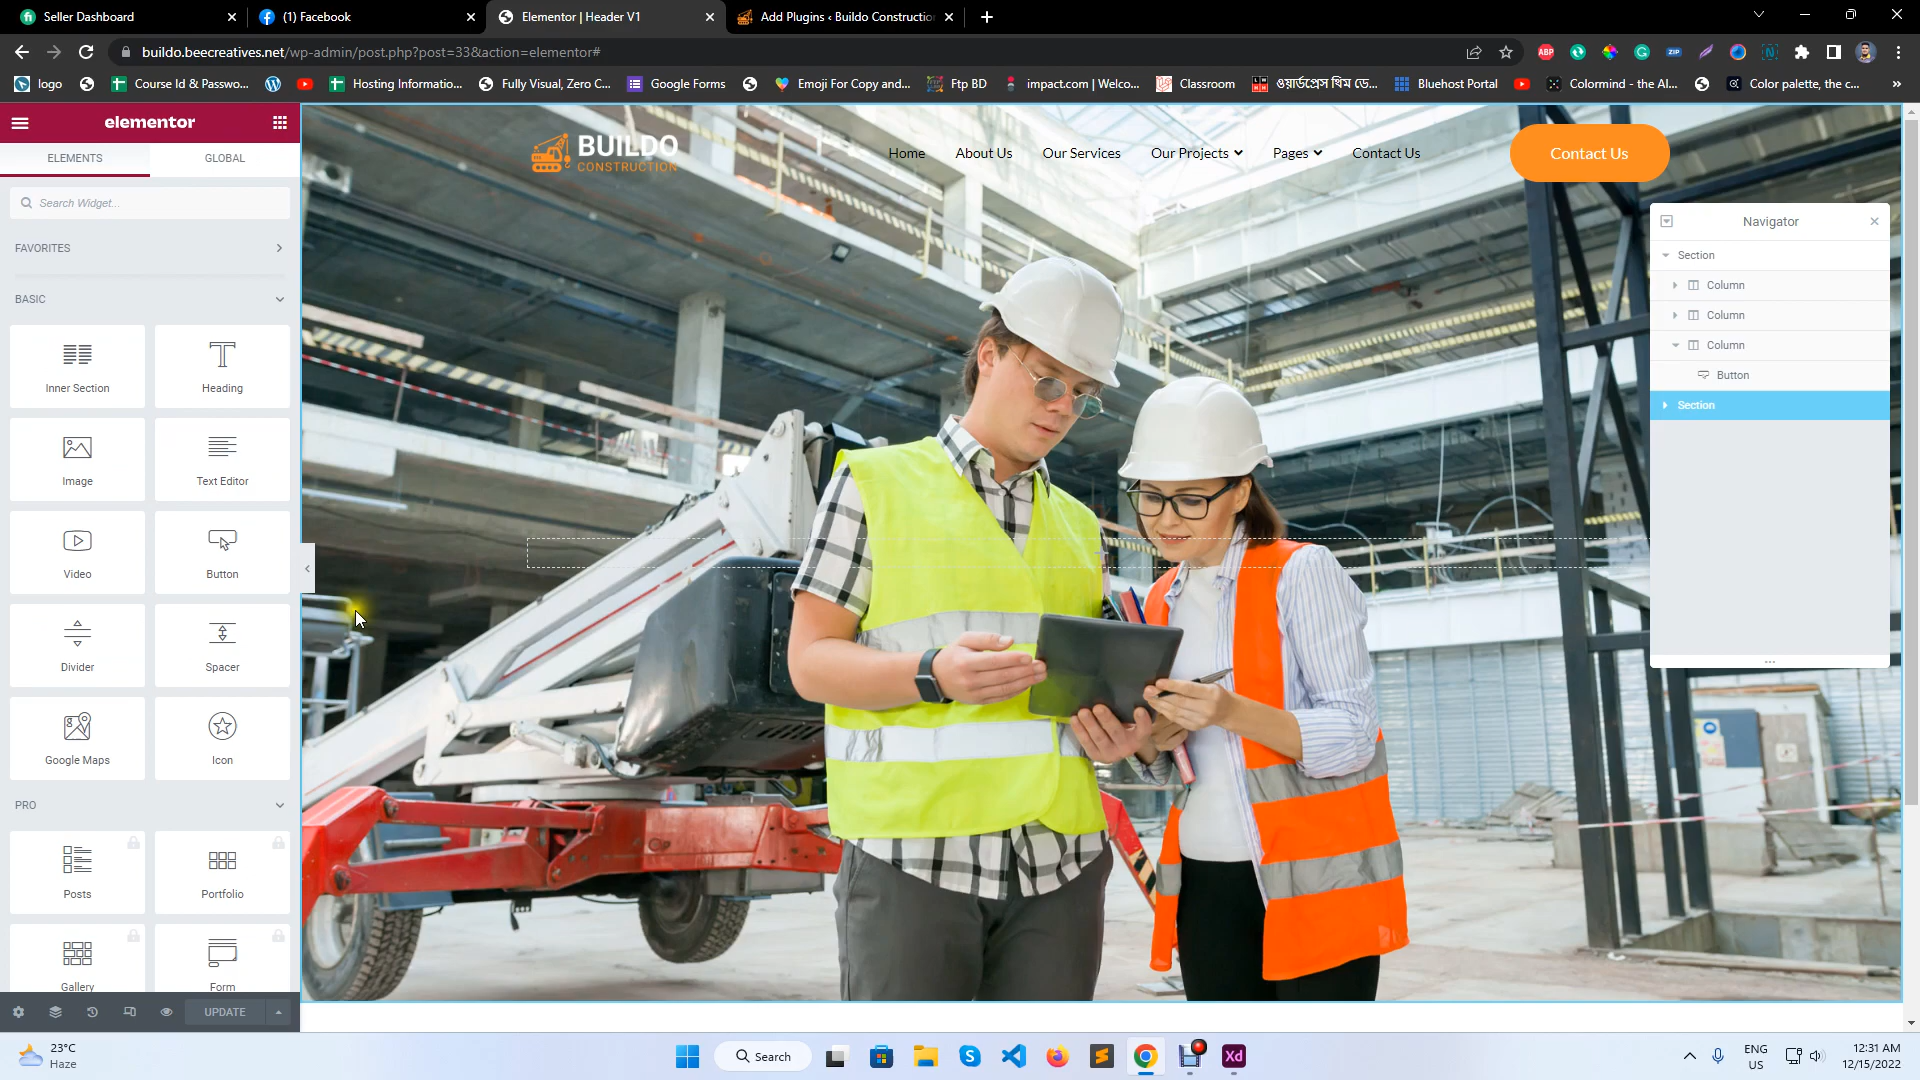 Seller Dashboard
(1) Facebook
Elementor | Header V1
Add Plugins ‹ Buildo Constructio
buildo.beecreatives.net/wp-admin/post.php?post=33&action=elementor#
ABP
ZIP
logo
Course Id & Passwo...
Hosting Informatio...
Fully Visual, Zero C...
Google Forms
Emoji For Copy and...
Ftp BD
impact.com | Welco...
Classroom
ওয়ার্ডপ্রেস থিম ডে...
Bluehost Portal
Colormind - the AI...
Color palette, the c...
elementor
ELEMENTS
GLOBAL
Search Widget...
FAVORITES
BASIC
Inner Section
Heading
Image
Text Editor
Video
Button
Divider
Spacer
Google Maps
Icon
PRO
Posts
Portfolio
Gallery
Form
UPDATE
BUILDO
CONSTRUCTION
Home
About Us
Our Services
Our Projects
Pages
Contact Us
Contact Us
Navigator
Section
Column
Column
Column
Button
Section
23°C
Haze
Search
Xd
ENG
US
12:31 AM
12/15/2022